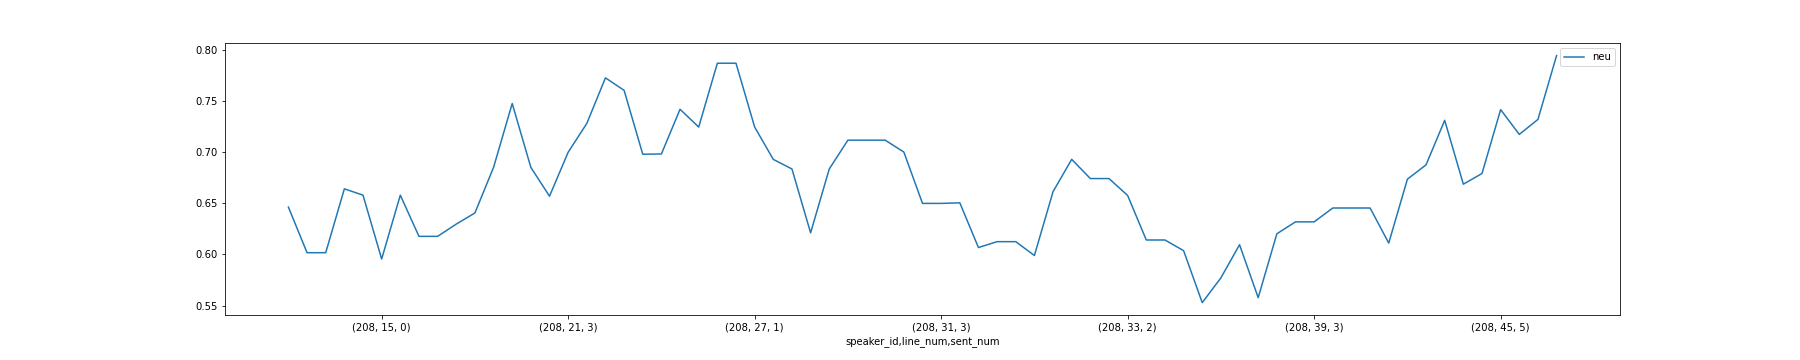 0.80
0.75
0.70
0.65
0.60
0.55
neu
(208, 15, 0) (208, 21, 3) (208, 27, 1) (208, 31, 3) (208, 33, 2) (208, 39, 3) (208, 45, 5)
speaker_id,line_num,sent_num